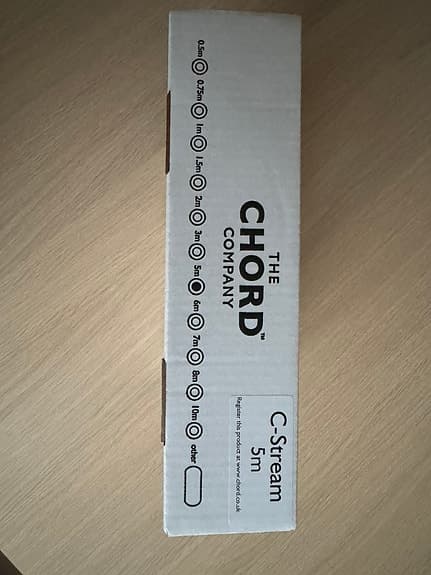 THE
CHORD™
COMPANY
C-Stream
5m
Register this product at www.chord.co.uk
0.5m 0.75m 1m 1.5m 2m 3m 5m 6m 7m 8m 10m other